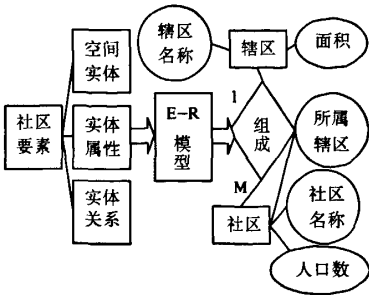 空间
实体
社区
要素
实体
属性
实体
关系
E-R
模型
辖区
名称
辖区
面积
1
组成
M
所属
辖区
社区
社区
名称
人口数